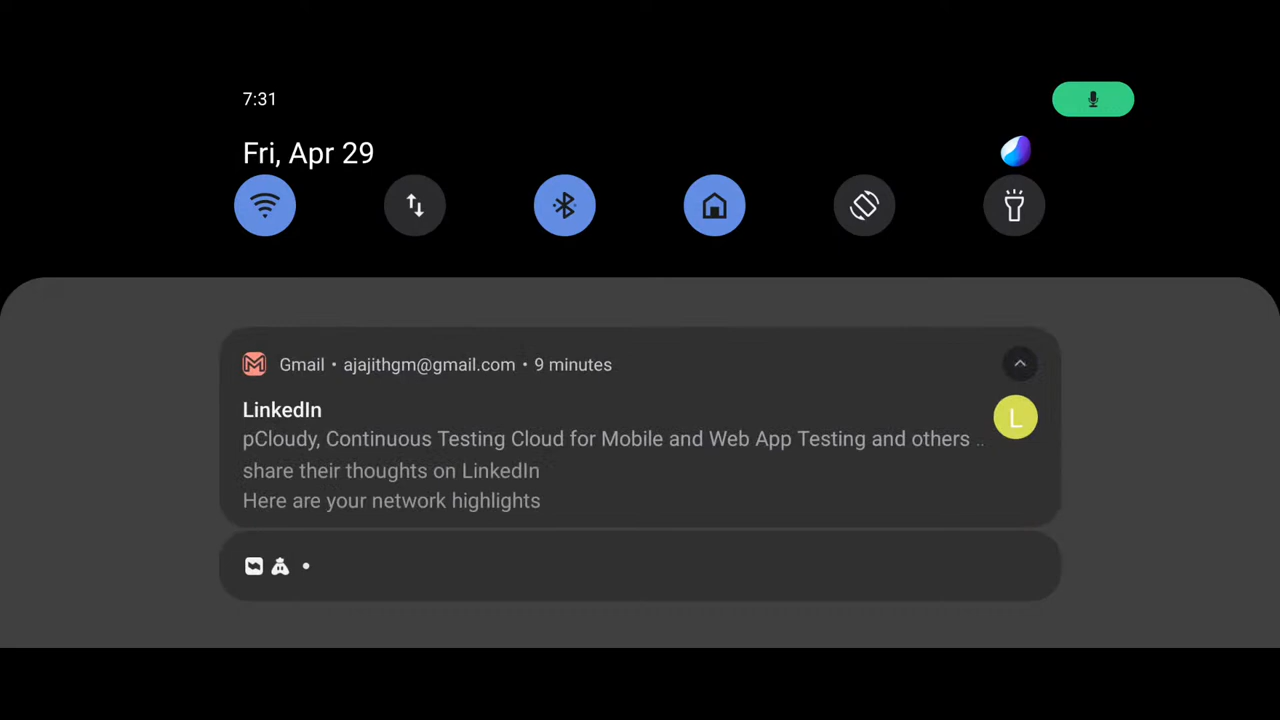 7:31
Fri, Apr 29
Gmail • ajajithgm@gmail.com • 9 minutes
LinkedIn
L
pCloudy, Continuous Testing Cloud for Mobile and Web App Testing and others ..
share their thoughts on LinkedIn
Here are your network highlights